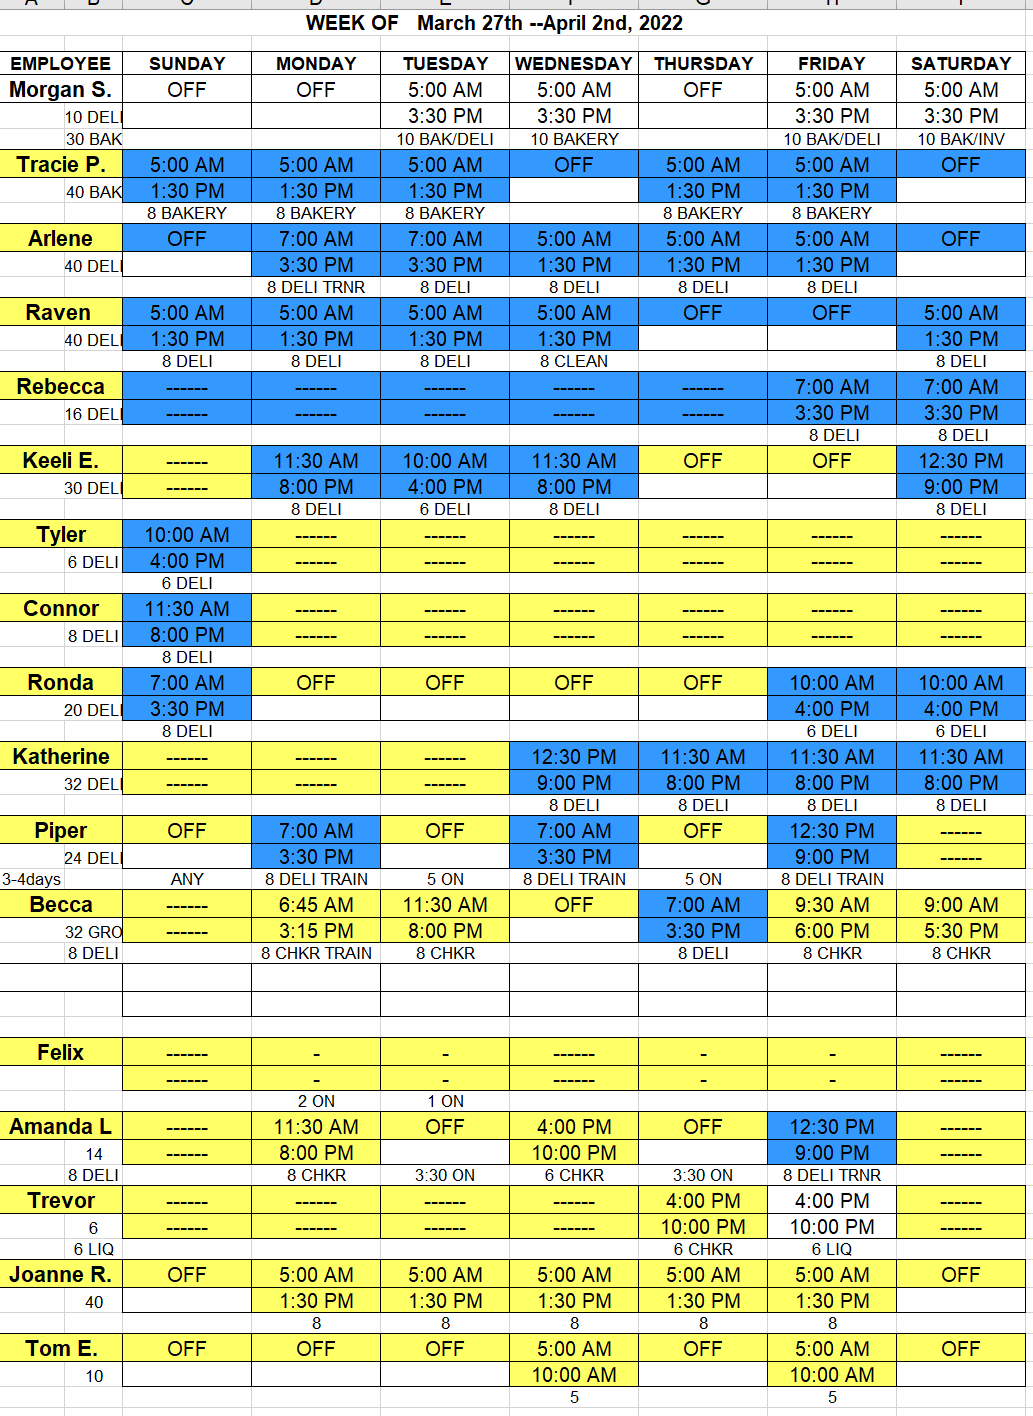 WEEK OF March 27th --April 2nd, 2022
EMPLOYEE SUNDAY MONDAY TUESDAY WEDNESDAY THURSDAY FRIDAY SATURDAY
Morgan S. OFF OFF 5:00 AM 5:00 AM OFF 5:00 AM 5:00 AM
10 DELI 3:30 PM 3:30 PM 3:30 PM 3:30 PM
30 BAK 10 BAK/DELI 10 BAKERY 10 BAK/DELI 10 BAK/INV
Tracie P. 5:00 AM 5:00 AM 5:00 AM OFF 5:00 AM 5:00 AM OFF
40 BAK 1:30 PM 1:30 PM 1:30 PM 1:30 PM 1:30 PM
8 BAKERY 8 BAKERY 8 BAKERY 8 BAKERY 8 BAKERY
Arlene OFF 7:00 AM 7:00 AM 5:00 AM 5:00 AM 5:00 AM OFF
40 DELI 3:30 PM 3:30 PM 1:30 PM 1:30 PM 1:30 PM
8 DELI TRNR 8 DELI 8 DELI 8 DELI 8 DELI
Raven 5:00 AM 5:00 AM 5:00 AM 5:00 AM OFF OFF 5:00 AM
40 DELI 1:30 PM 1:30 PM 1:30 PM 1:30 PM 1:30 PM
8 DELI 8 DELI 8 DELI 8 CLEAN 8 DELI
Rebecca ------ ------ ------ ------ ------ 7:00 AM 7:00 AM
16 DELI ------ ------ ------ ------ ------ 3:30 PM 3:30 PM
8 DELI 8 DELI
Keeli E. ------ 11:30 AM 10:00 AM 11:30 AM OFF OFF 12:30 PM
30 DELI ------ 8:00 PM 4:00 PM 8:00 PM 9:00 PM
8 DELI 6 DELI 8 DELI 8 DELI
Tyler 10:00 AM ------ ------ ------ ------ ------ ------
6 DELI 4:00 PM ------ ------ ------ ------ ------ ------
6 DELI
Connor 11:30 AM ------ ------ ------ ------ ------ ------
8 DELI 8:00 PM ------ ------ ------ ------ ------ ------
8 DELI
Ronda 7:00 AM OFF OFF OFF OFF 10:00 AM 10:00 AM
20 DELI 3:30 PM 4:00 PM 4:00 PM
8 DELI 6 DELI 6 DELI
Katherine ------ ------ ------ 12:30 PM 11:30 AM 11:30 AM 11:30 AM
32 DELI ------ ------ ------ 9:00 PM 8:00 PM 8:00 PM 8:00 PM
8 DELI 8 DELI 8 DELI 8 DELI
Piper OFF 7:00 AM OFF 7:00 AM OFF 12:30 PM ------
24 DELI 3:30 PM 3:30 PM 9:00 PM ------
3-4days ANY 8 DELI TRAIN 5 ON 8 DELI TRAIN 5 ON 8 DELI TRAIN
Becca ------ 6:45 AM 11:30 AM OFF 7:00 AM 9:30 AM 9:00 AM
32 GRO ------ 3:15 PM 8:00 PM 3:30 PM 6:00 PM 5:30 PM
8 DELI 8 CHKR TRAIN 8 CHKR 8 DELI 8 CHKR 8 CHKR
Felix ------ - - ------ - - ------
------ - - ------ - - ------
2 ON 1 ON
Amanda L ------ 11:30 AM OFF 4:00 PM OFF 12:30 PM ------
14 ------ 8:00 PM 10:00 PM 9:00 PM ------
8 DELI 8 CHKR 3:30 ON 6 CHKR 3:30 ON 8 DELI TRNR
Trevor ------ ------ ------ ------ 4:00 PM 4:00 PM ------
6 ------ ------ ------ ------ 10:00 PM 10:00 PM ------
6 LIQ 6 CHKR 6 LIQ
Joanne R. OFF 5:00 AM 5:00 AM 5:00 AM 5:00 AM 5:00 AM OFF
40 1:30 PM 1:30 PM 1:30 PM 1:30 PM 1:30 PM
8 8 8 8 8
Tom E. OFF OFF OFF 5:00 AM OFF 5:00 AM OFF
10 10:00 AM 10:00 AM
5 5